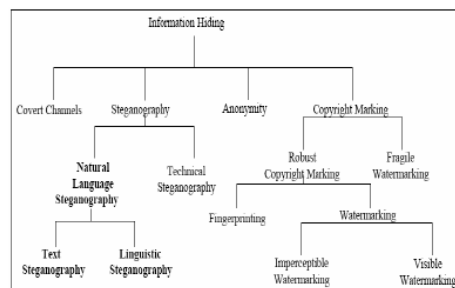 Information Hiding
Covert Channels Steganography Anonymity Copyright Marking
Natural
Language
Steganography
Technical
Steganography
Robust
Copyright Marking
Fragile
Watermarking
Fingerprinting Watermarking
Text
Steganography
Linguistic
Steganography
Imperceptible
Watermarking
Visible
Watermarking